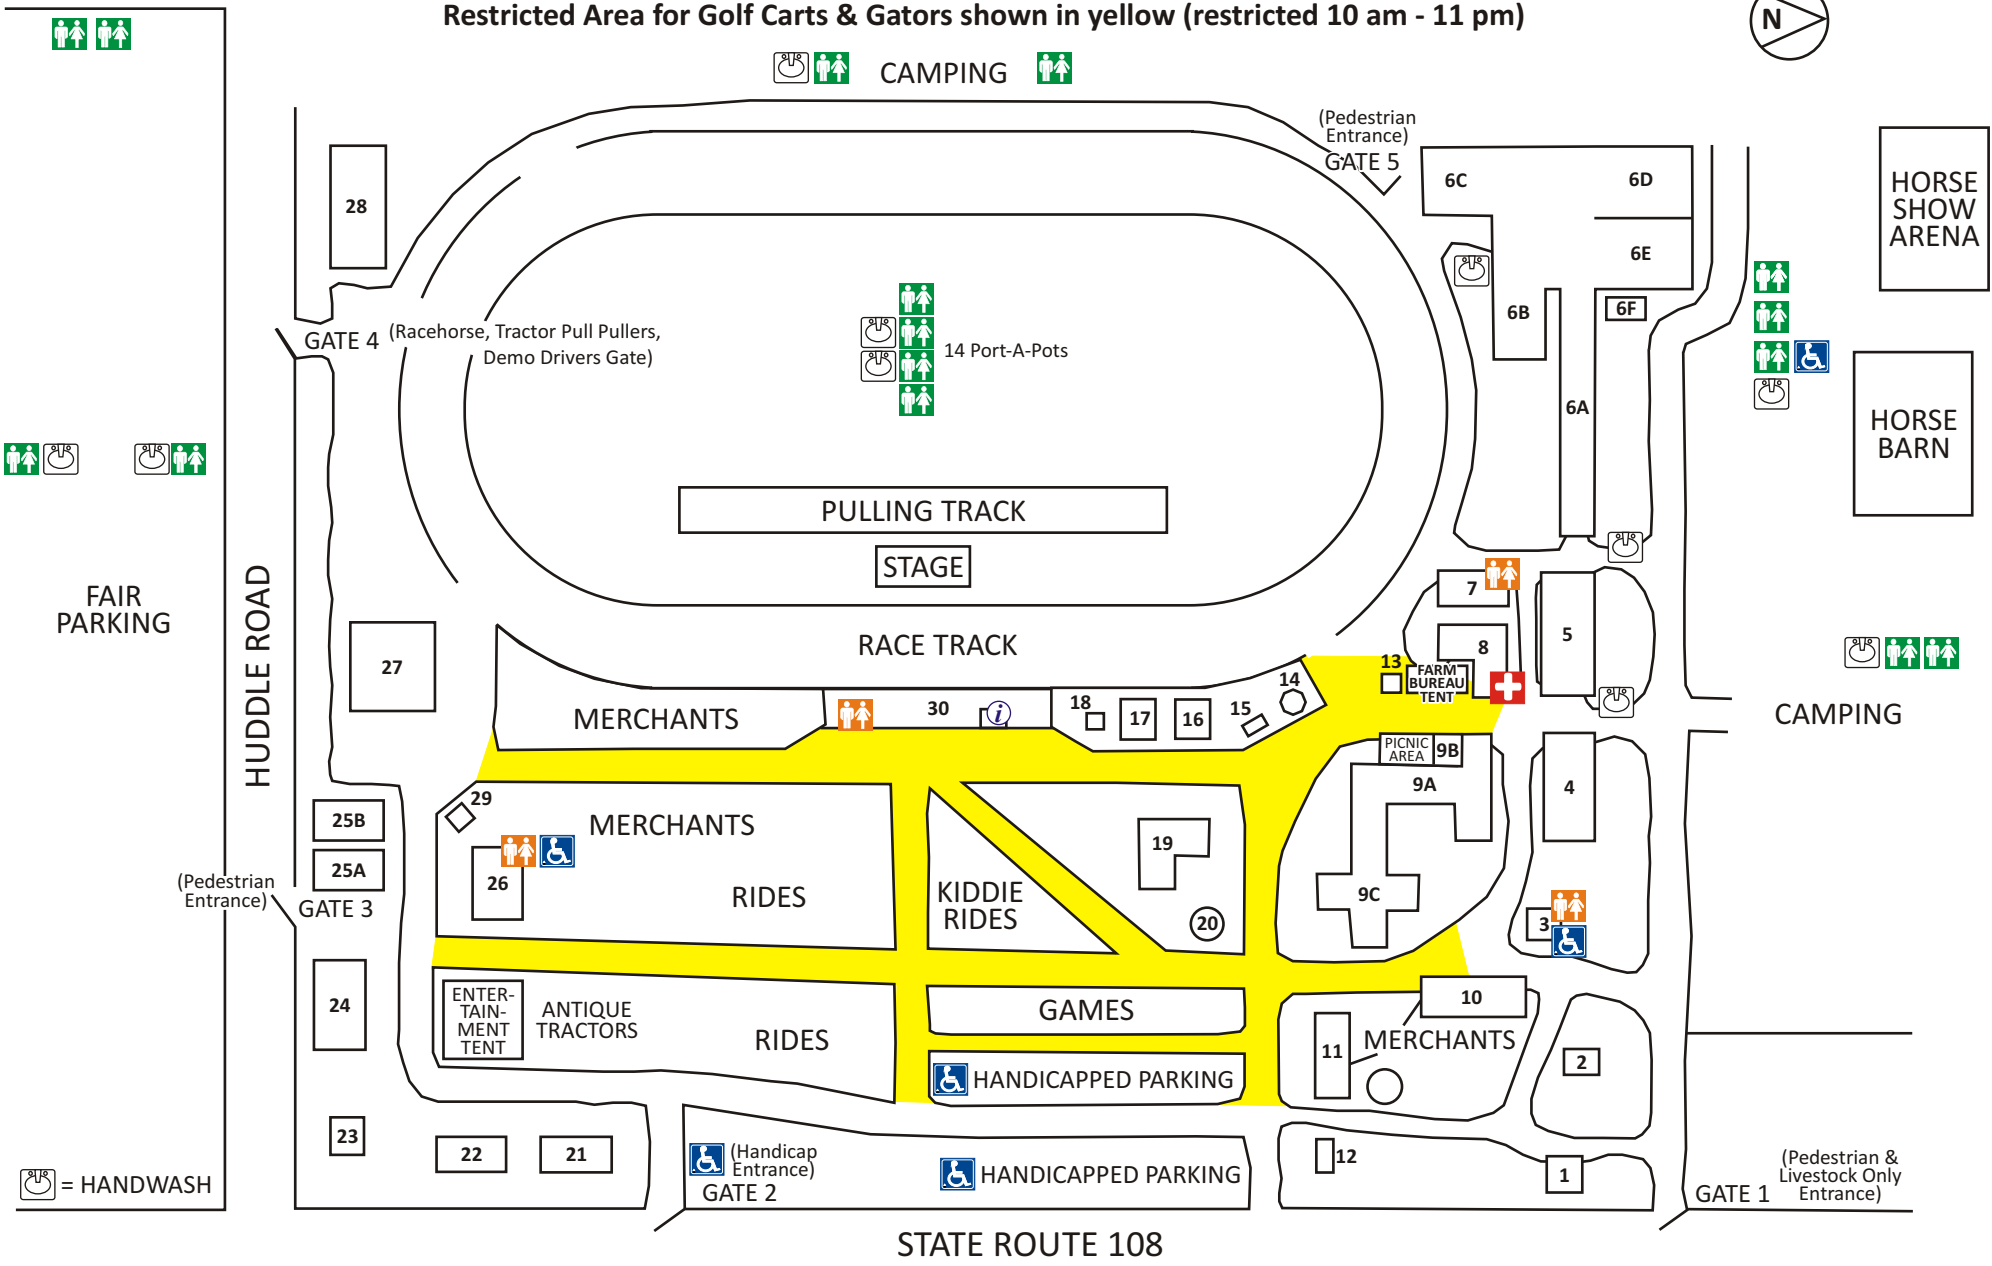 Restricted Area for Golf Carts & Gators shown in yellow (restricted 10 am - 11 pm)
N
CAMPING
(Pedestrian
Entrance)
GATE 5
6C
6D
6E
6B
6F
6A
HORSE
SHOW
ARENA
HORSE
BARN
28
GATE 4
(Racehorse, Tractor Pull Pullers,
Demo Drivers Gate)
14 Port-A-Pots
PULLING TRACK
STAGE
RACE TRACK
FAIR
PARKING
HUDDLE ROAD
27
7
8
5
13
FARM
BUREAU
TENT
14
MERCHANTS
30
i
18
17
16
15
CAMPING
PICNIC
AREA
9B
9A
9C
4
29
MERCHANTS
25B
25A
26
RIDES
KIDDIE
RIDES
19
20
3
(Pedestrian
Entrance)
GATE 3
24
ENTER-
TAIN-
MENT
TENT
ANTIQUE
TRACTORS
RIDES
GAMES
10
MERCHANTS
11
2
HANDICAPPED PARKING
23
22
21
(Handicap
Entrance)
GATE 2
HANDICAPPED PARKING
12
1
(Pedestrian &
Livestock Only
Entrance)
GATE 1
= HANDWASH
STATE ROUTE 108